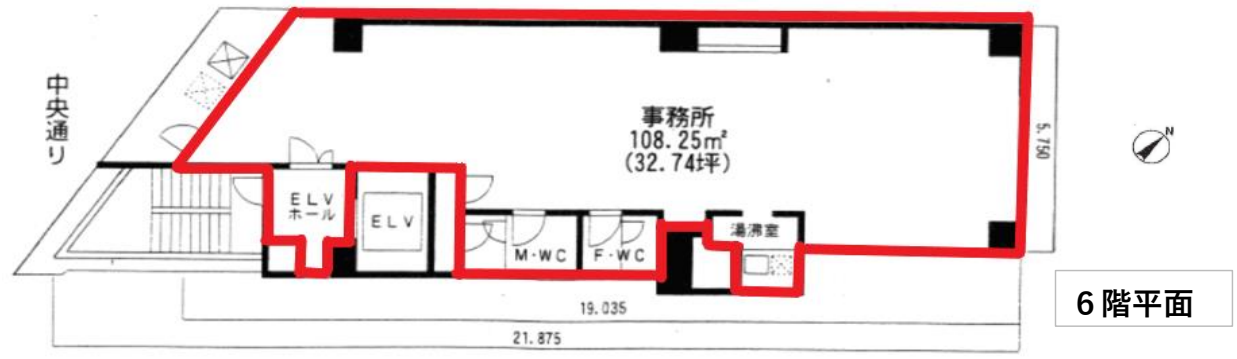 中央通り
事務所
108.25㎡
(32.74坪)
5.750
N
ELV
ホール
ELV
M・WC
F・WC
湯沸室
19.035
21.875
6階平面